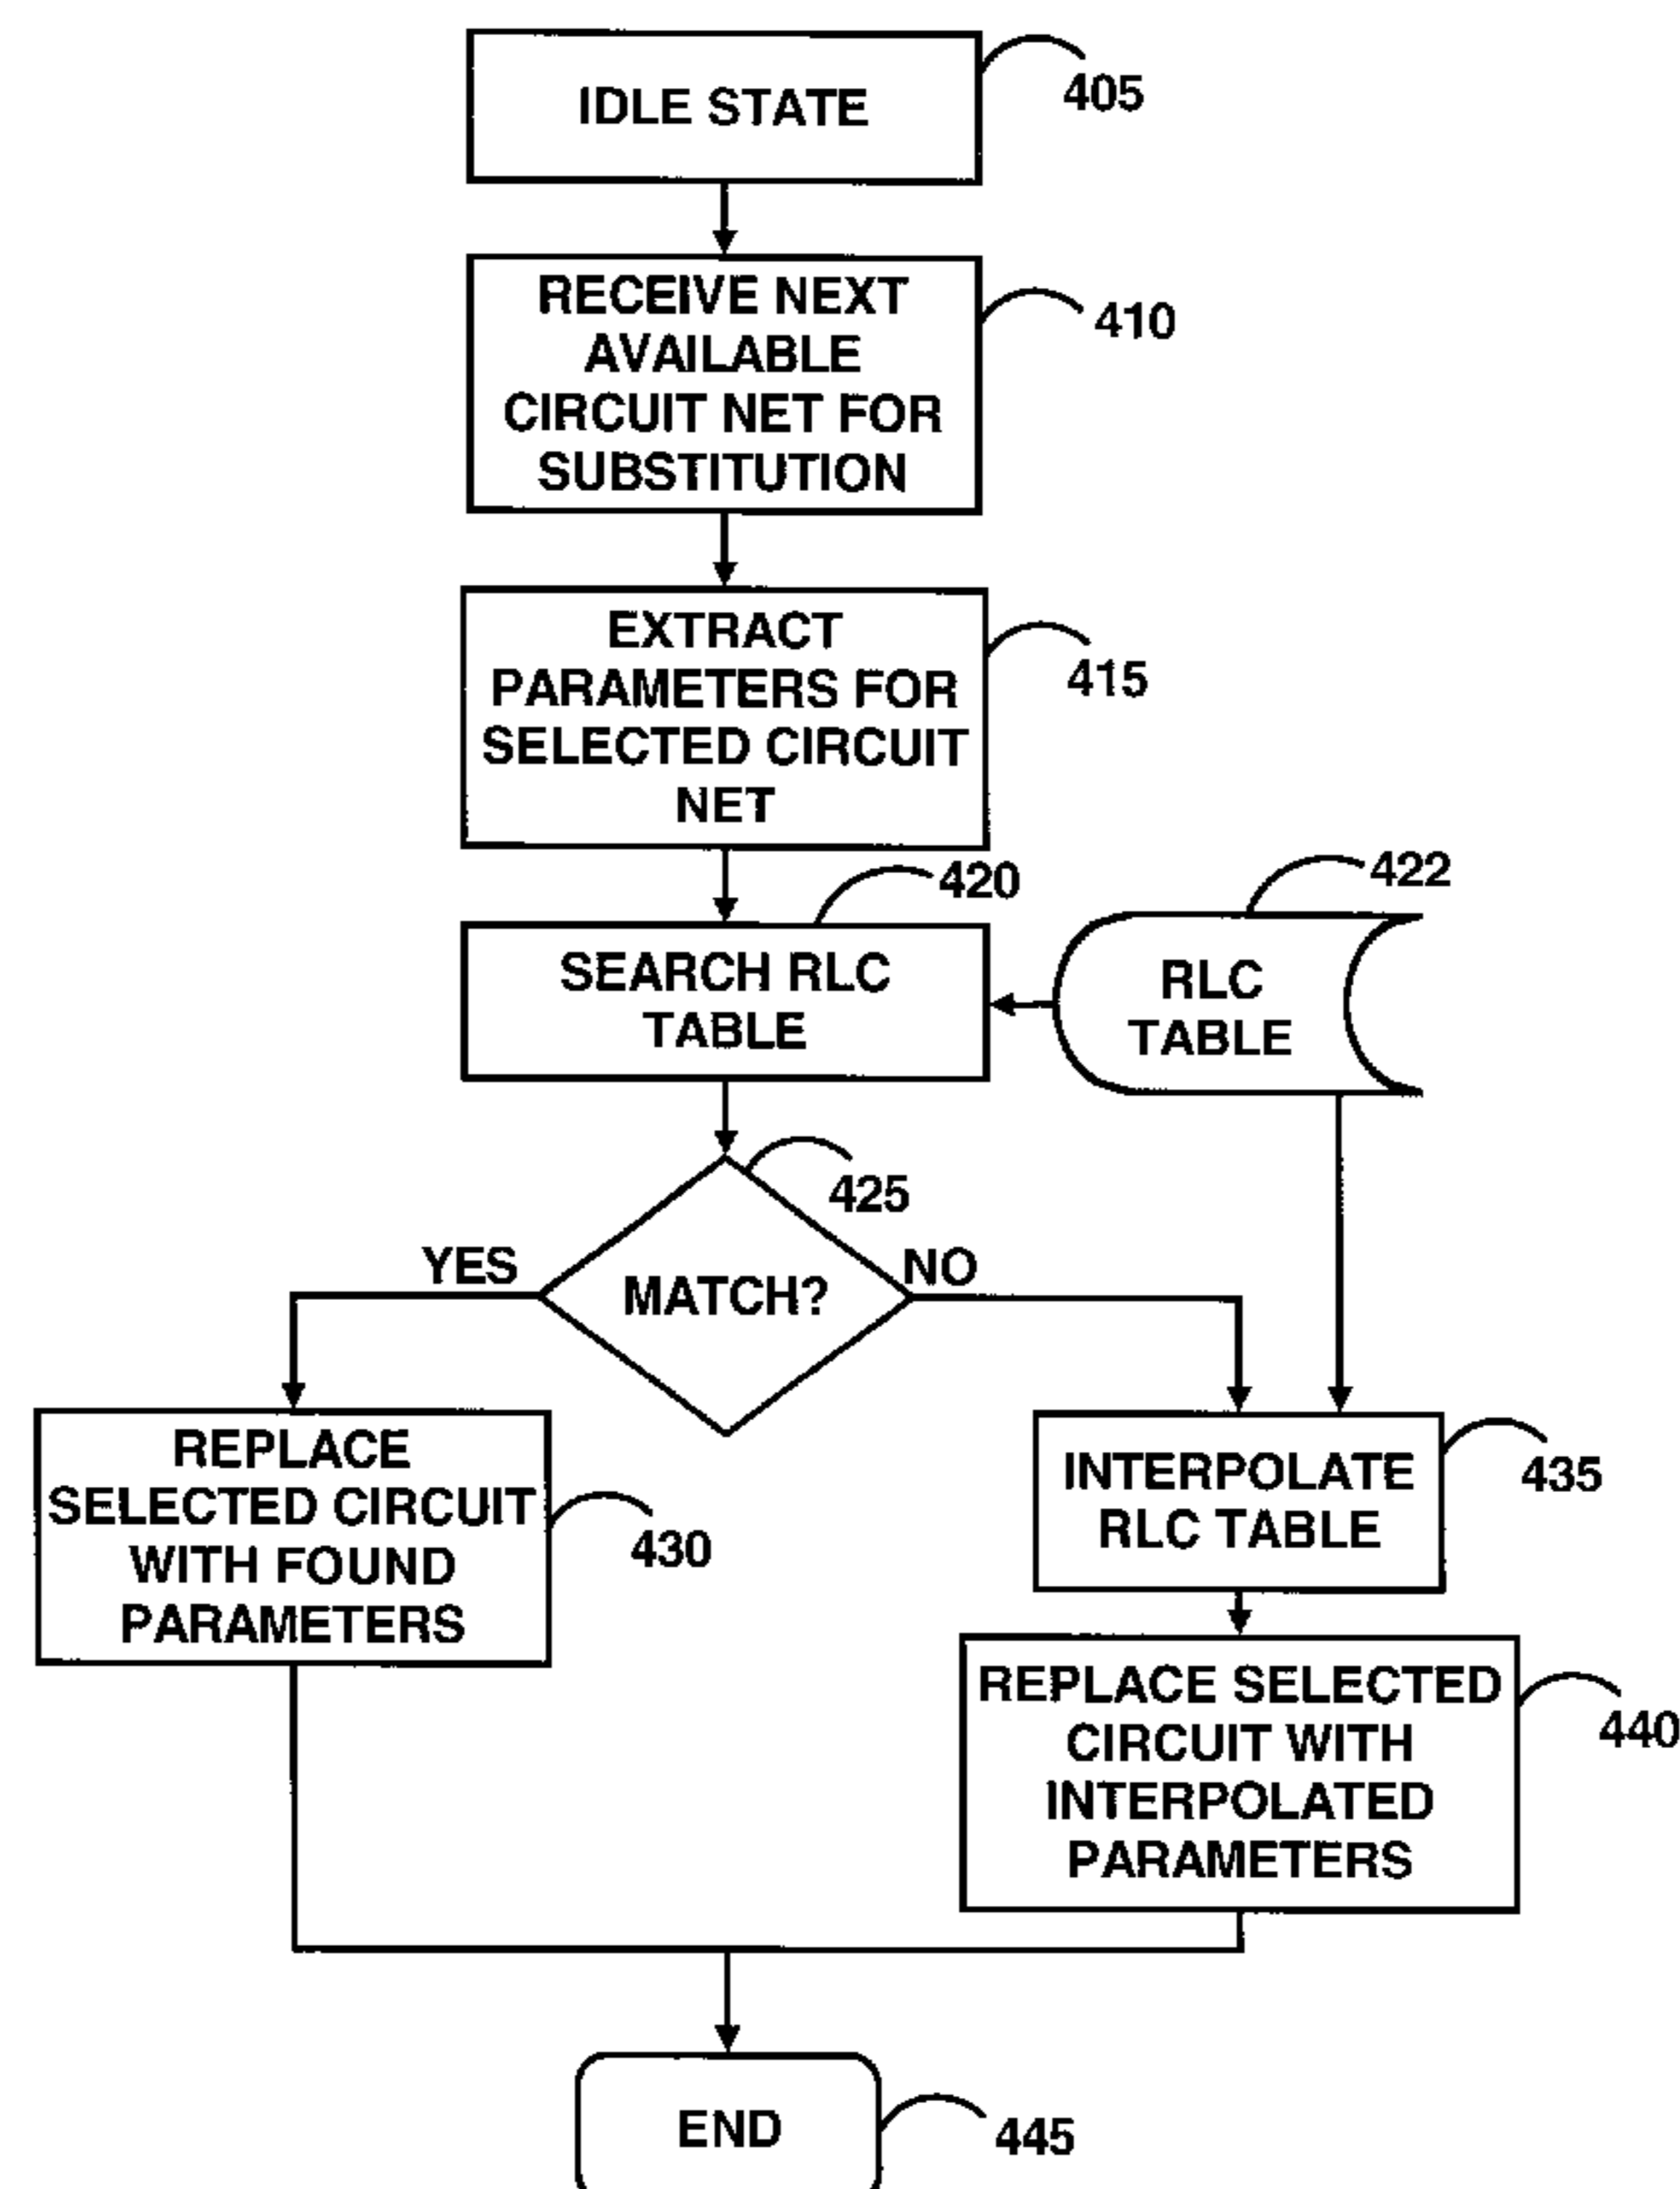 IDLE STATE
405
RECEIVE NEXT
AVAILABLE
CIRCUIT NET FOR
SUBSTITUTION
410
EXTRACT
PARAMETERS FOR
SELECTED CIRCUIT
NET
415
420
SEARCH RLC
TABLE
422
RLC
TABLE
425
MATCH?
YES
NO
REPLACE
SELECTED CIRCUIT
WITH FOUND
PARAMETERS
430
INTERPOLATE
RLC TABLE
435
REPLACE SELECTED
CIRCUIT WITH
INTERPOLATED
PARAMETERS
440
END
445